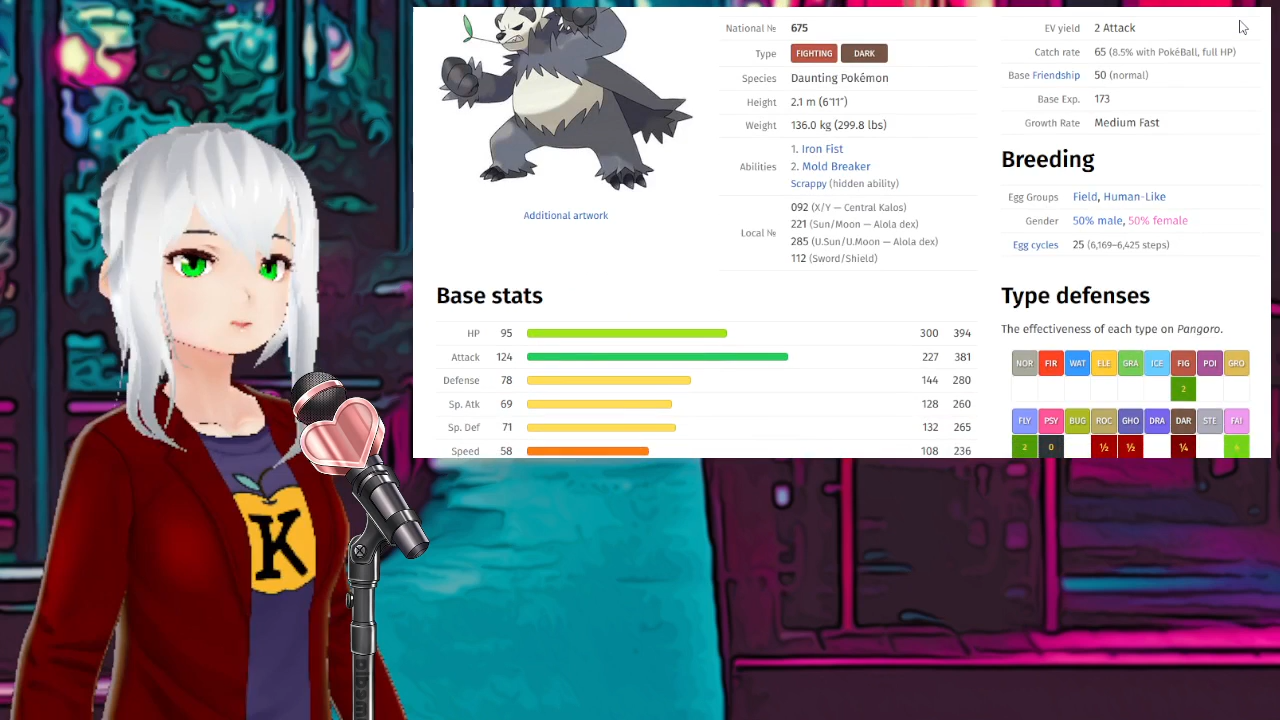 National № 675
Type FIGHTING DARK
Species Daunting Pokémon
Height 2.1 m (6′11″)
Weight 136.0 kg (299.8 lbs)
Abilities 1. Iron Fist
2. Mold Breaker
Scrappy (hidden ability)
Local № 092 (X/Y — Central Kalos)
221 (Sun/Moon — Alola dex)
285 (U.Sun/U.Moon — Alola dex)
112 (Sword/Shield)
Additional artwork
EV yield 2 Attack
Catch rate 65 (8.5% with PokéBall, full HP)
Base Friendship 50 (normal)
Base Exp. 173
Growth Rate Medium Fast
Breeding
Egg Groups Field, Human-Like
Gender 50% male, 50% female
Egg cycles 25 (6,169–6,425 steps)
Base stats
HP 95 300 394
Attack 124 227 381
Defense 78 144 280
Sp. Atk 69 128 260
Sp. Def 71 132 265
Speed 58 108 236
Type defenses
The effectiveness of each type on Pangoro.
NOR FIR WAT ELE GRA ICE FIG POI GRO
2
FLY PSY BUG ROC GHO DRA DAR STE FAI
2 0 ½ ½ ¼ 4
K